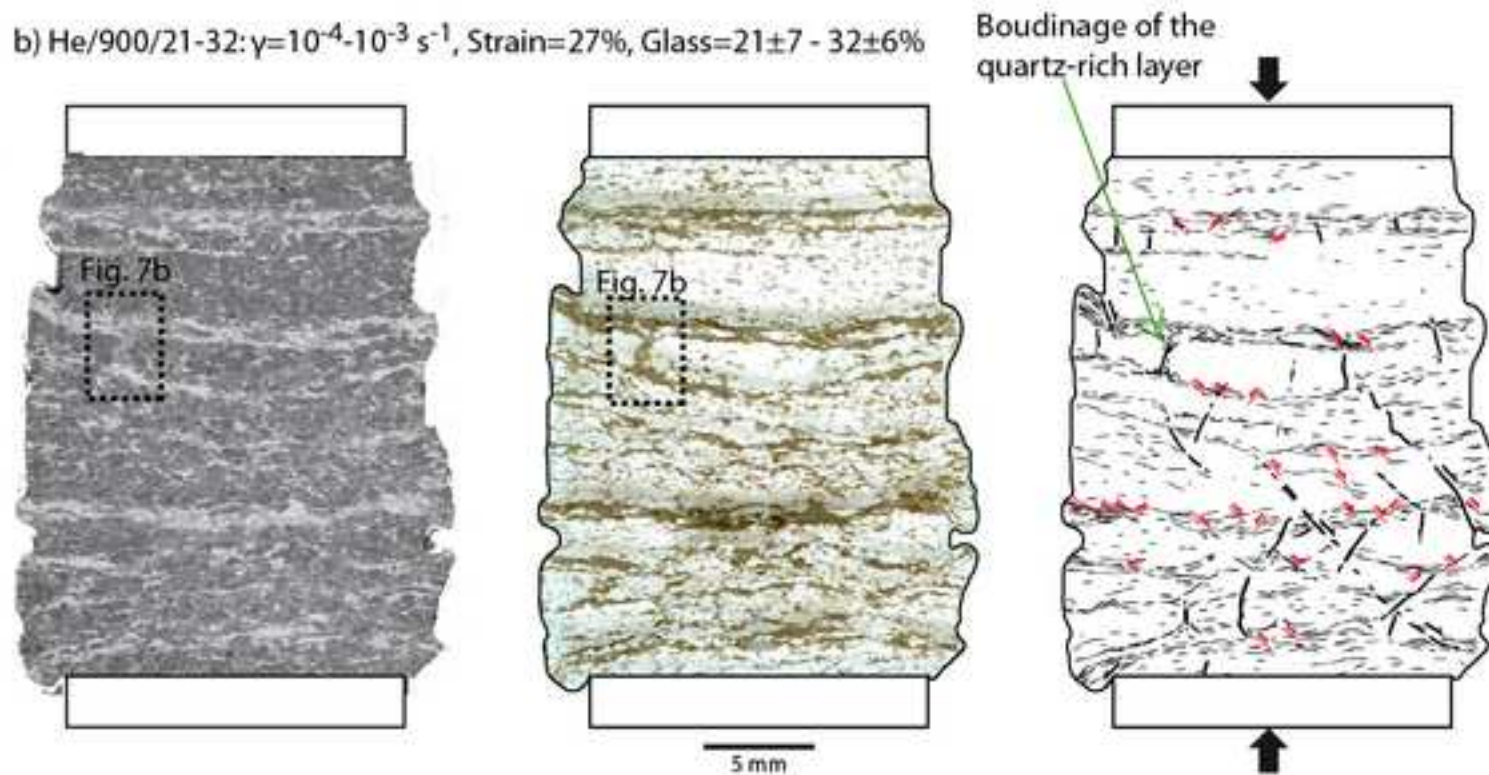 b) He/900/21-32: γ=10⁻⁴-10⁻³ s⁻¹, Strain=27%, Glass=21±7 - 32±6%
Boudinage of the
quartz-rich layer
Fig. 7b
Fig. 7b
5 mm